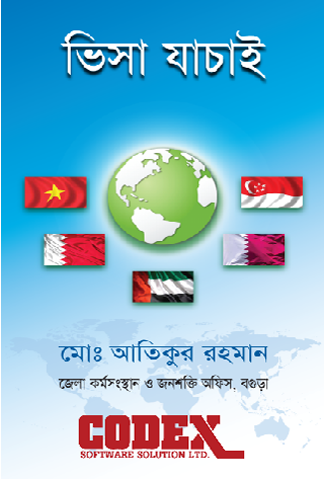 ভিসা যাচাই
মোঃ আতিকুর রহমান
জেলা কর্মসংস্থান ও জনশক্তি অফিস, বগুড়া
CODEX
SOFTWARE SOLUTION LTD.